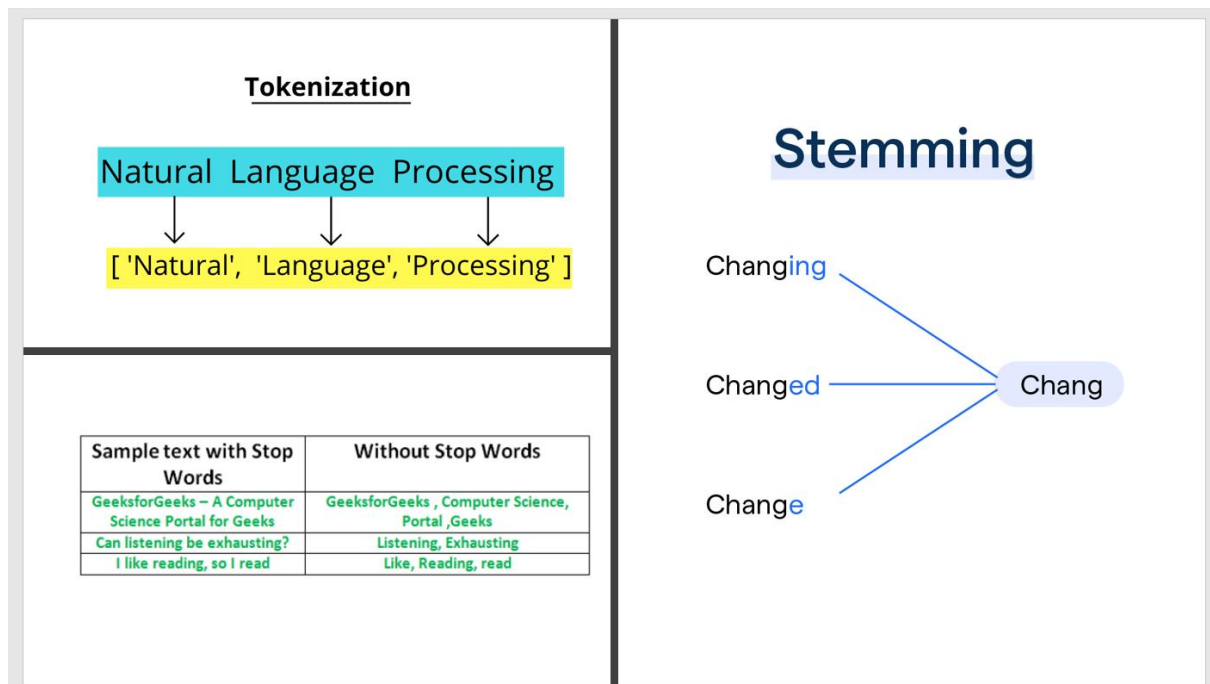 Tokenization
Natural Language Processing
[ 'Natural', 'Language', 'Processing' ]
Sample text with Stop
Words
Without Stop Words
GeeksforGeeks – A Computer
Science Portal for Geeks
GeeksforGeeks , Computer Science,
Portal ,Geeks
Can listening be exhausting?
Listening, Exhausting
I like reading, so I read
Like, Reading, read
Stemming
Changing
Changed
Chang
Change